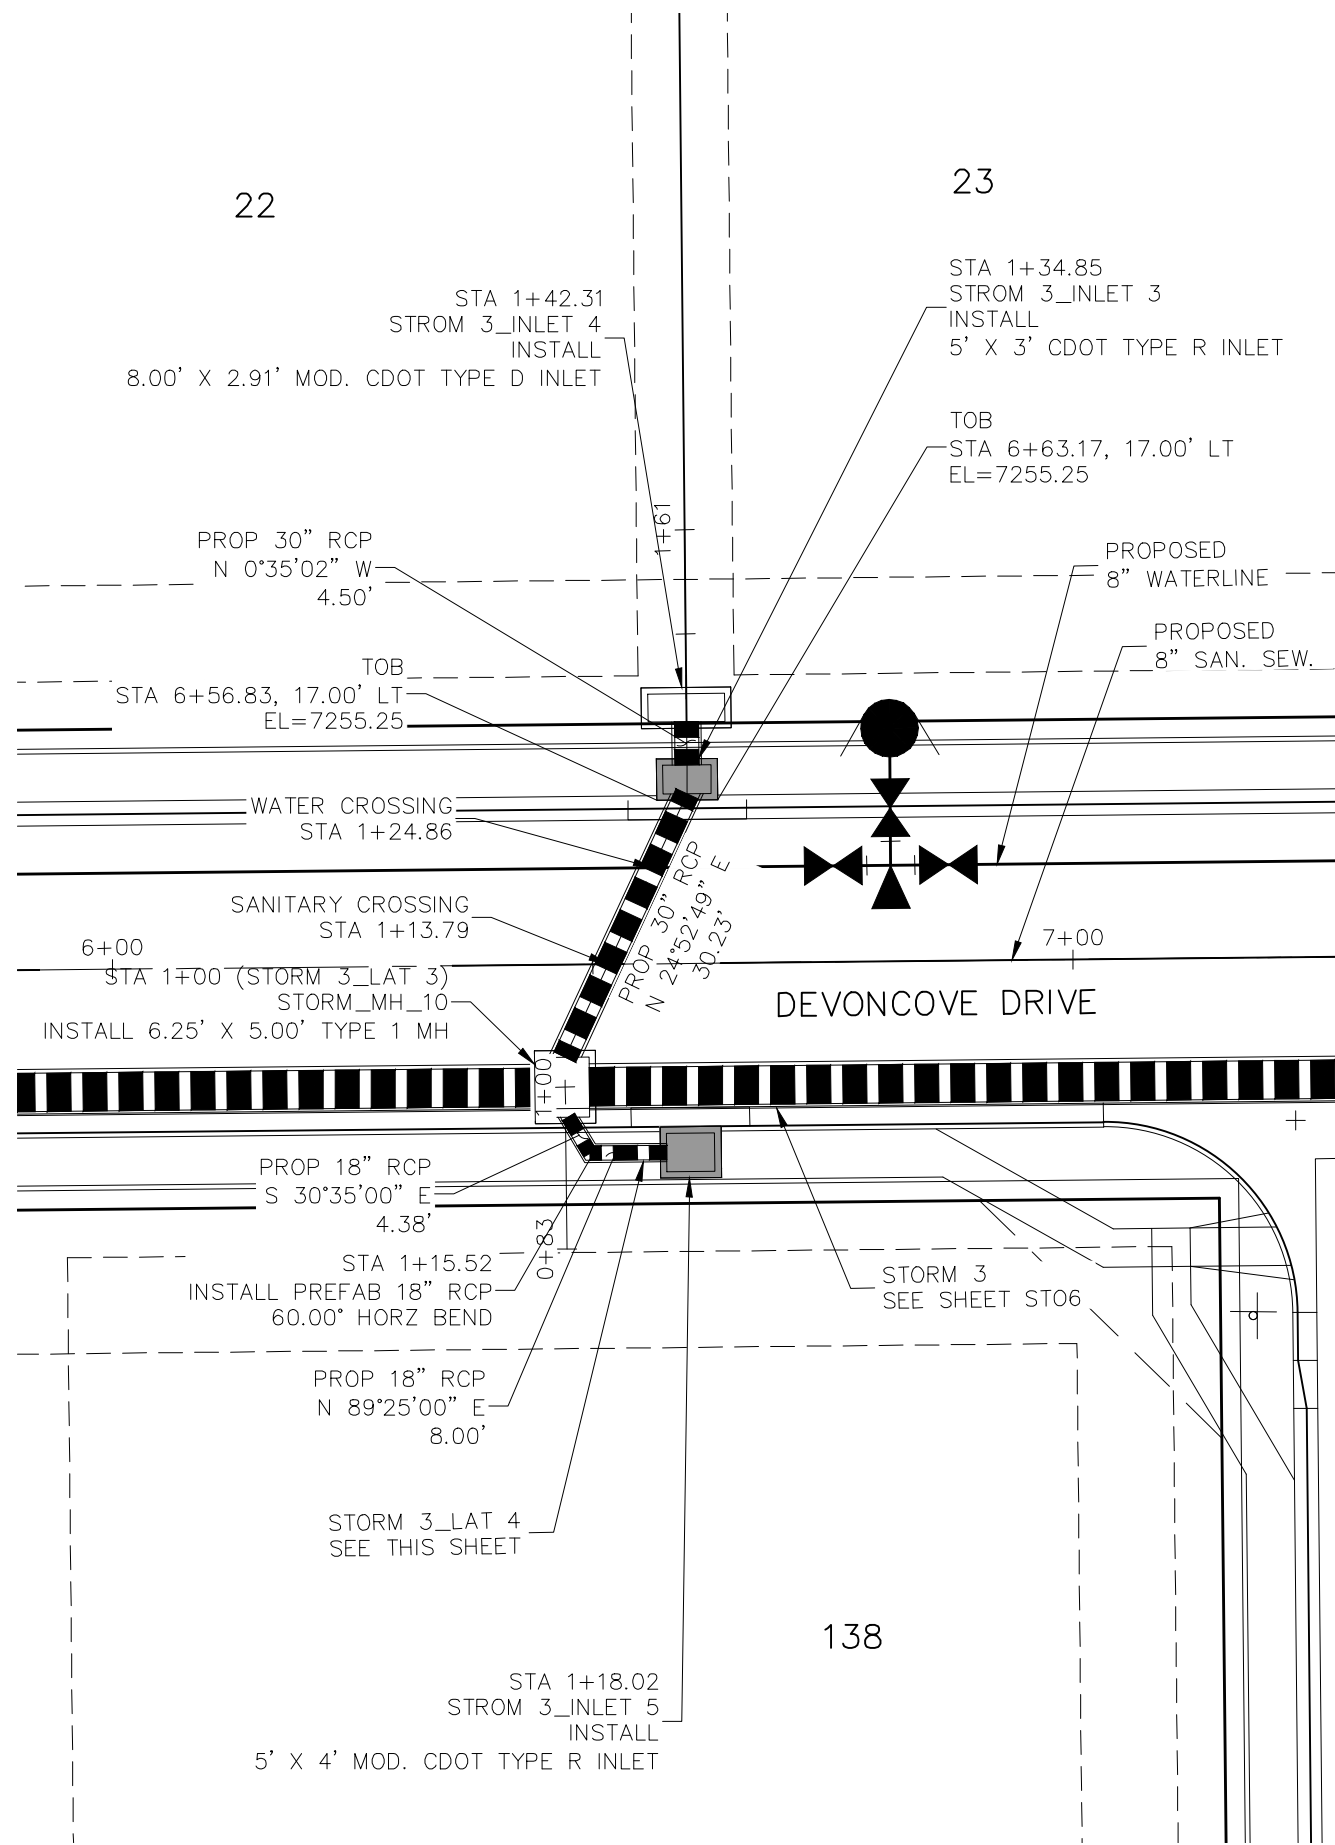 22
23
STA 1+42.31
STROM 3_INLET 4
INSTALL
8.00' X 2.91' MOD. CDOT TYPE D INLET
STA 1+34.85
STROM 3_INLET 3
INSTALL
5' X 3' CDOT TYPE R INLET
TOB
STA 6+63.17, 17.00' LT
EL=7255.25
1+61
PROP 30" RCP
N 0°35'02" W
4.50'
PROPOSED
8" WATERLINE
PROPOSED
8" SAN. SEW.
TOB
STA 6+56.83, 17.00' LT
EL=7255.25
WATER CROSSING
STA 1+24.86
PROP 30" RCP
N 24°52'49" E
30.23'
SANITARY CROSSING
STA 1+13.79
6+00
7+00
STA 1+00 (STORM 3_LAT 3)
STORM_MH_10
INSTALL 6.25' X 5.00' TYPE 1 MH
DEVONCOVE DRIVE
1+00
PROP 18" RCP
S 30°35'00" E
4.38'
0+83
STA 1+15.52
INSTALL PREFAB 18" RCP
60.00° HORZ BEND
STORM 3
SEE SHEET ST06
PROP 18" RCP
N 89°25'00" E
8.00'
STORM 3_LAT 4
SEE THIS SHEET
138
STA 1+18.02
STROM 3_INLET 5
INSTALL
5' X 4' MOD. CDOT TYPE R INLET